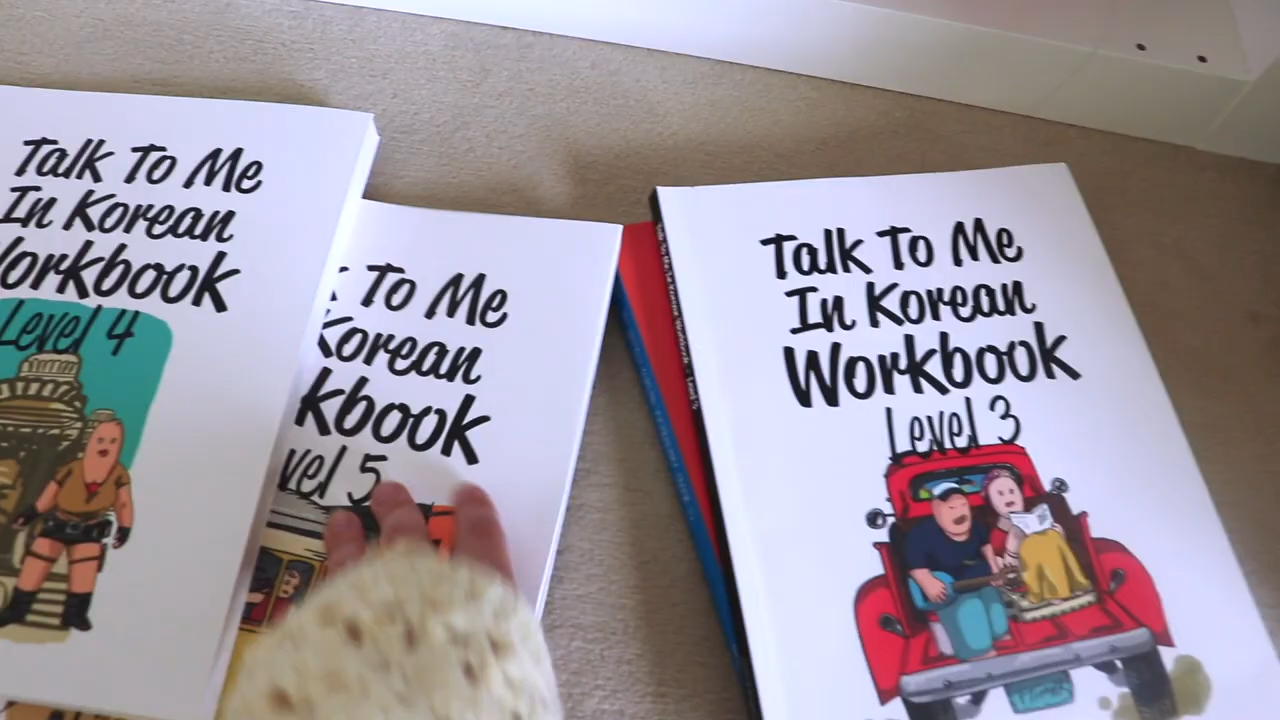 Talk To Me
In Korean
Workbook
Level 4
To Me
Korean
kbook
vel 5
Talk To Me
In Korean
Workbook
Level 3